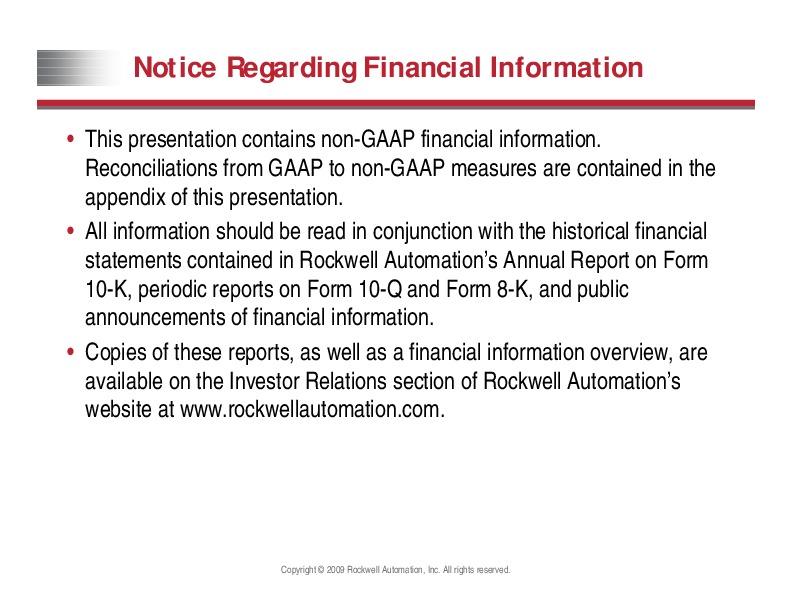 Notice Regarding Financial Information
• This presentation contains non-GAAP financial information.
Reconciliations from GAAP to non-GAAP measures are contained in the
appendix of this presentation.
• All information should be read in conjunction with the historical financial
statements contained in Rockwell Automation’s Annual Report on Form
10-K, periodic reports on Form 10-Q and Form 8-K, and public
announcements of financial information.
• Copies of these reports, as well as a financial information overview, are
available on the Investor Relations section of Rockwell Automation’s
website at www.rockwellautomation.com.
Copyright © 2009 Rockwell Automation, Inc. All rights reserved.